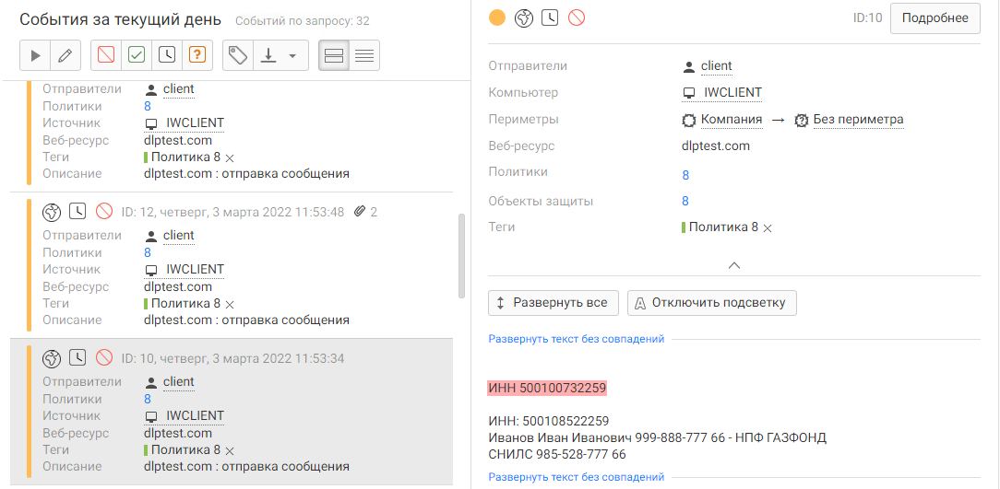 События за текущий день Событий по запросу: 32
Отправители client
Политики 8
Источник IWCLIENT
Веб-ресурс dlptest.com
Теги Политика 8
Описание dlptest.com : отправка сообщения
ID: 12, четверг, 3 марта 2022 11:53:48 2
Отправители client
Политики 8
Источник IWCLIENT
Веб-ресурс dlptest.com
Теги Политика 8
Описание dlptest.com : отправка сообщения
ID: 10, четверг, 3 марта 2022 11:53:34
Отправители client
Политики 8
Источник IWCLIENT
Веб-ресурс dlptest.com
Теги Политика 8
Описание dlptest.com : отправка сообщения
ID:10 Подробнее
Отправители client
Компьютер IWCLIENT
Периметры Компания → Без периметра
Веб-ресурс dlptest.com
Политики 8
Объекты защиты 8
Теги Политика 8
Развернуть все Отключить подсветку
Развернуть текст без совпадений
ИНН 500100732259
ИНН: 500108522259
Иванов Иван Иванович 999-888-777 66 - НПФ ГАЗФОНД
СНИЛС 985-528-777 66
Развернуть текст без совпадений